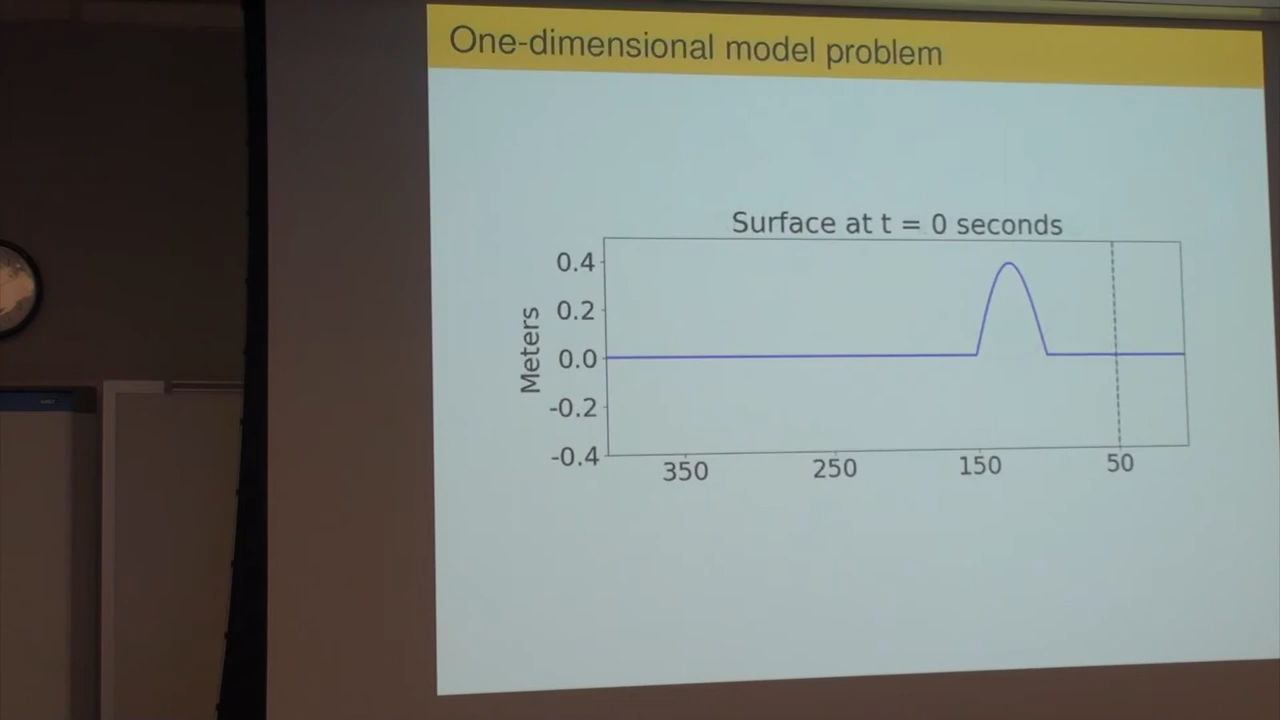 One-dimensional model problem
Surface at t = 0 seconds
0.4
0.2
0.0
-0.2
-0.4
Meters
350 250 150 50